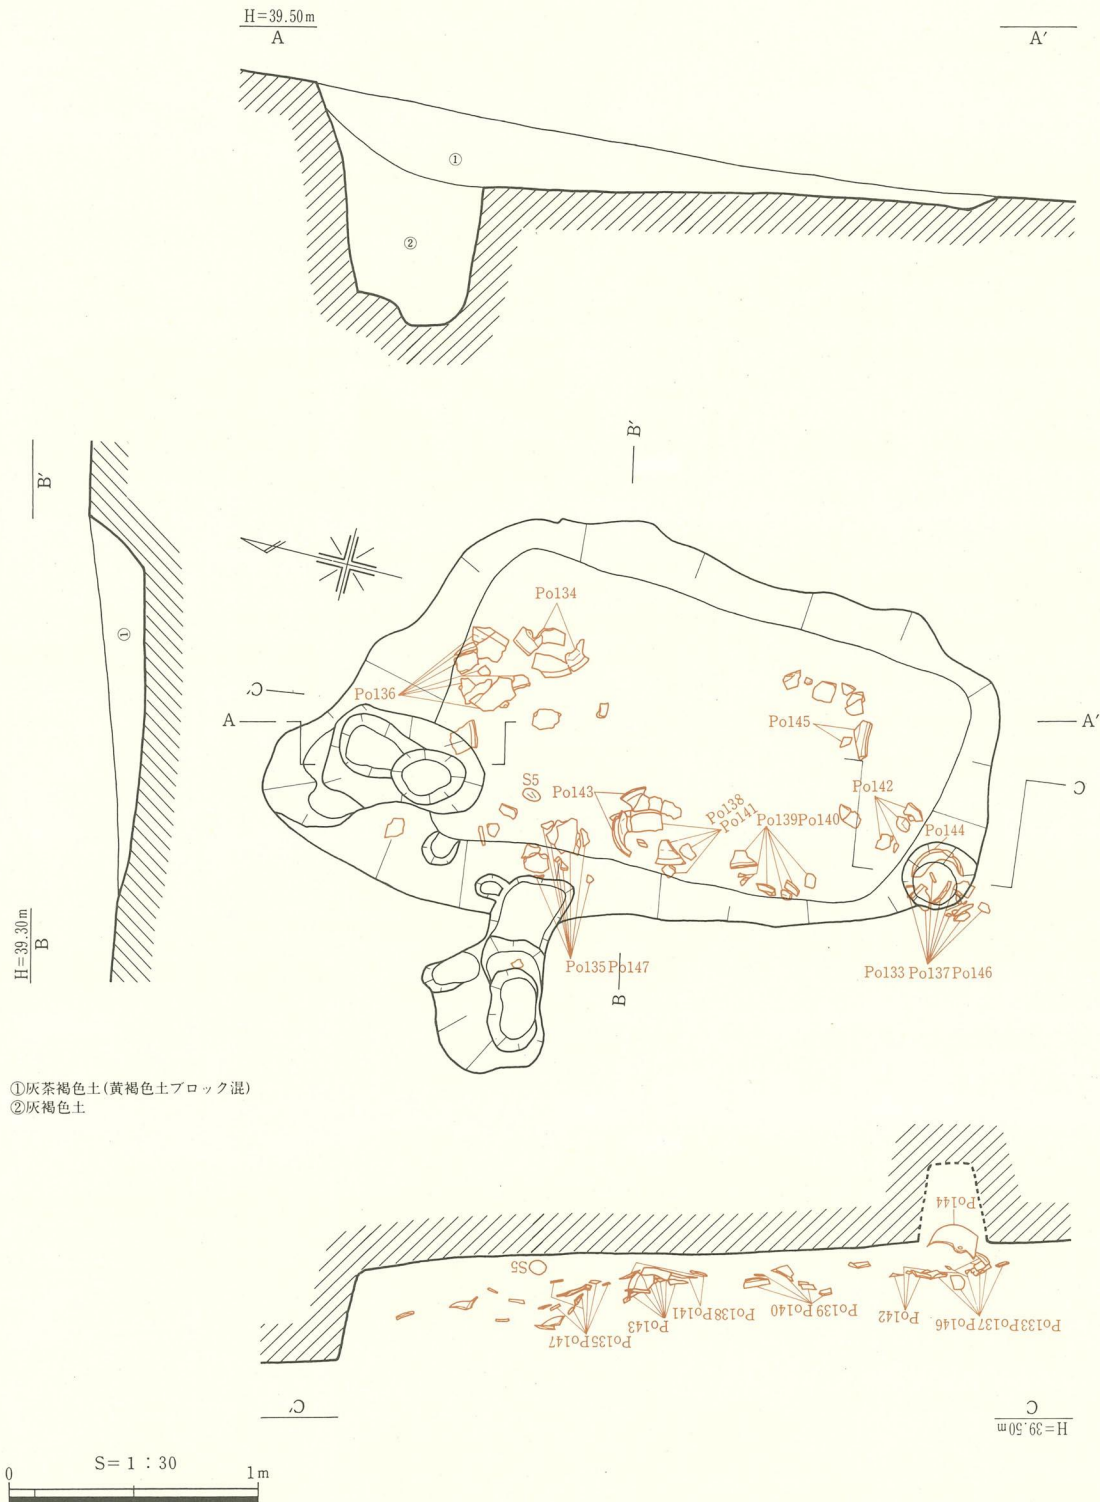 H=39.50m
A
A′
①
②
B′
B′
①
Po134
C′
Po136
A
A′
Po145
S5
Po143
Po138
Po141
Po142
C
Po139Po140
Po144
H=39.30m
B
Po135Po147
B
Po133 Po137Po146
①灰茶褐色土(黄褐色土ブロック混)
②灰褐色土
Po144
S5
Po138Po141
Po139Po140
Po142
Po143
Po133Po137Po146
Po135Po147
C′
C
H=39.50m
S=1:30
0
1m